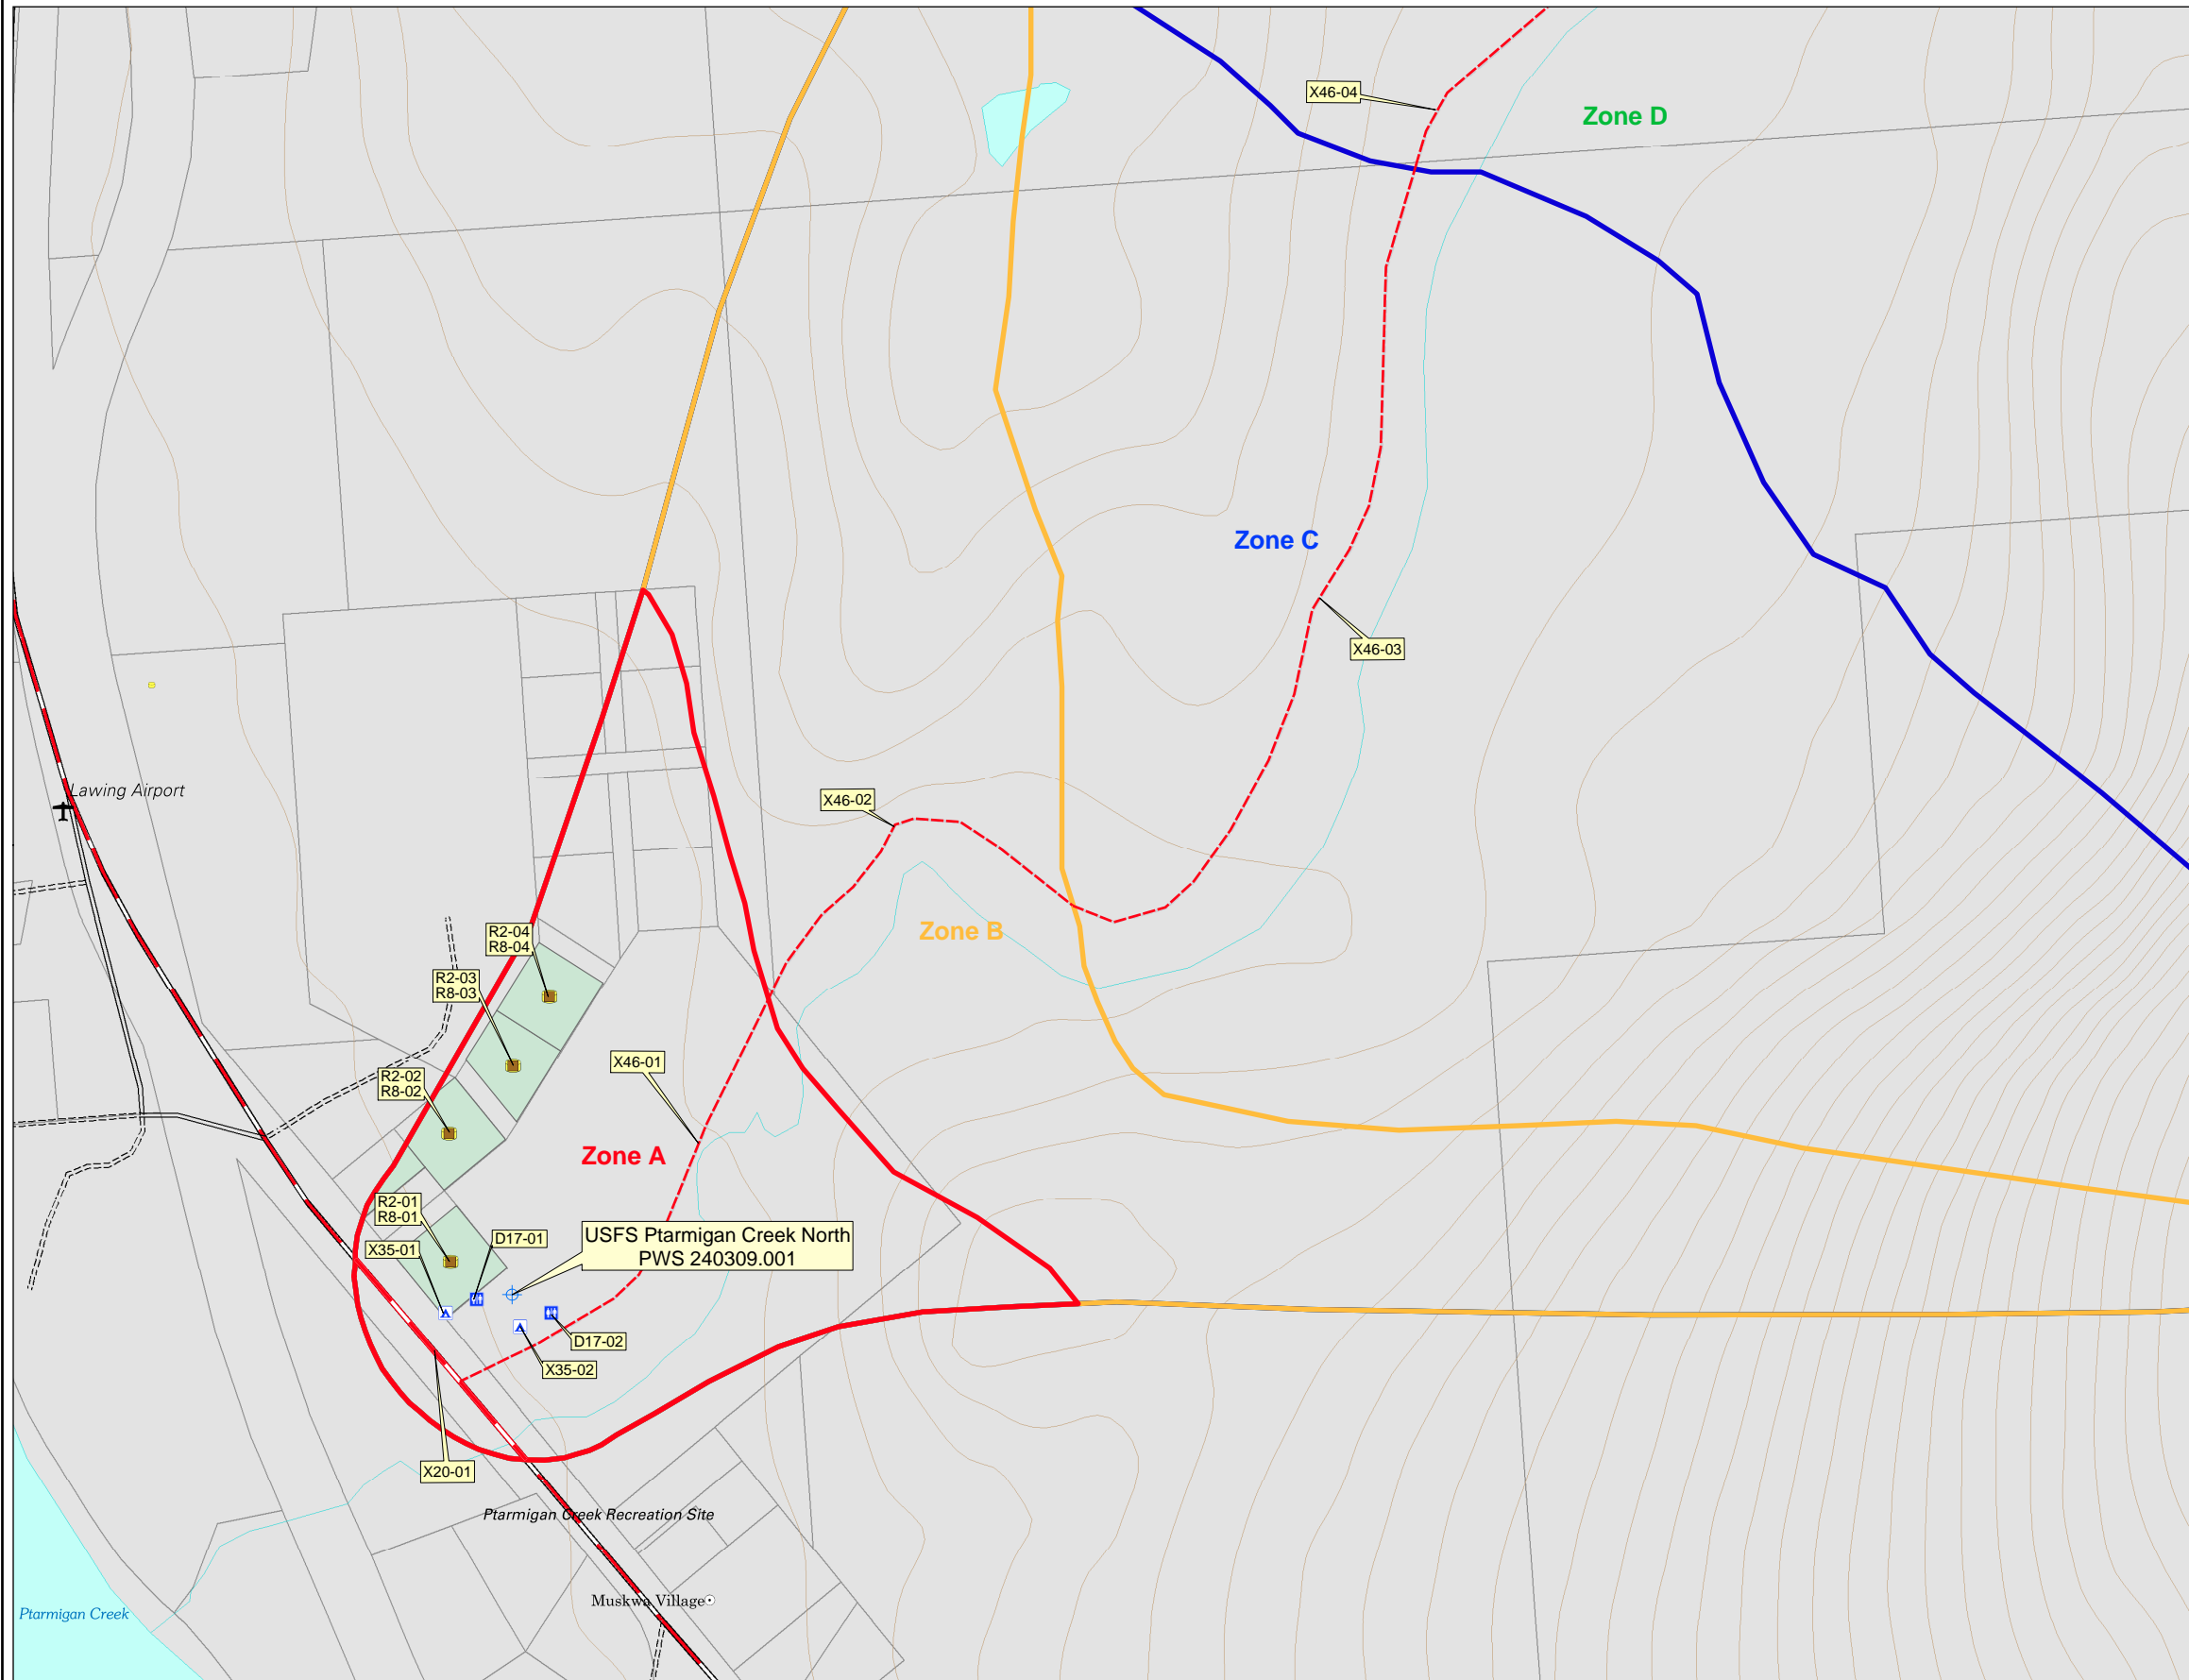 X46-04
Zone D
Zone C
X46-03
Lawing Airport
X46-02
Zone B
R2-04
R8-04
R2-03
R8-03
X46-01
R2-02
R8-02
Zone A
R2-01
R8-01
D17-01
X35-01
USFS Ptarmigan Creek North
PWS 240309.001
D17-02
X35-02
X20-01
Ptarmigan Creek Recreation Site
Muskwa Village
Ptarmigan Creek